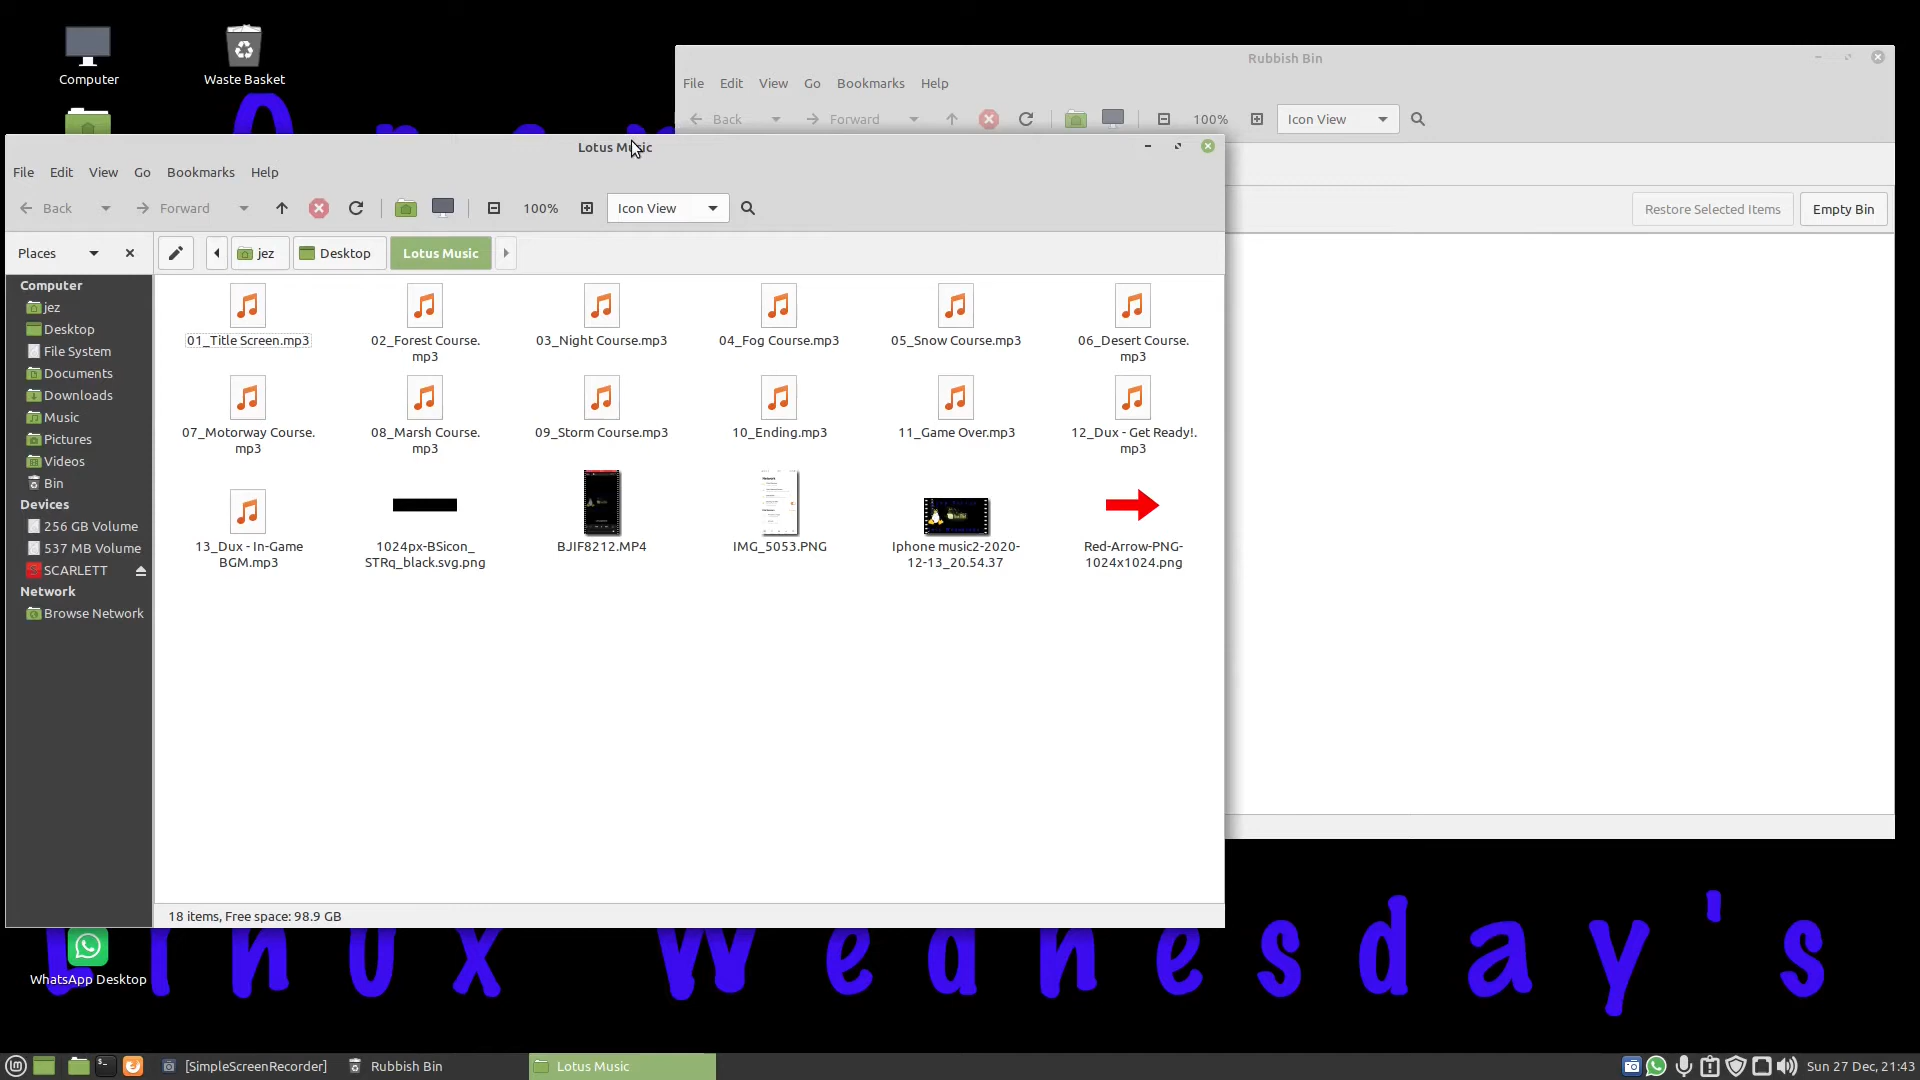 Computer
Waste Basket
Rubbish Bin
File Edit View Go Bookmarks Help
Back Forward 100% Icon View
Restore Selected Items Empty Bin
Lotus Music
File Edit View Go Bookmarks Help
Back Forward 100% Icon View
Places jez Desktop Lotus Music
Computer
jez
Desktop
File System
Documents
Downloads
Music
Pictures
Videos
Bin
Devices
256 GB Volume
537 MB Volume
SCARLETT
Network
Browse Network
01_Title Screen.mp3
02_Forest Course.
mp3
03_Night Course.mp3
04_Fog Course.mp3
05_Snow Course.mp3
06_Desert Course.
mp3
07_Motorway Course.
mp3
08_Marsh Course.
mp3
09_Storm Course.mp3
10_Ending.mp3
11_Game Over.mp3
12_Dux - Get Ready!.
mp3
13_Dux - In-Game
BGM.mp3
1024px-BSicon_
STRq_black.svg.png
BJIF8212.MP4
IMG_5053.PNG
Iphone music2-2020-
12-13_20.54.37
Red-Arrow-PNG-
1024x1024.png
18 items, Free space: 98.9 GB
Linux Wednesday's
WhatsApp Desktop
[SimpleScreenRecorder] Rubbish Bin Lotus Music Sun 27 Dec, 21:43